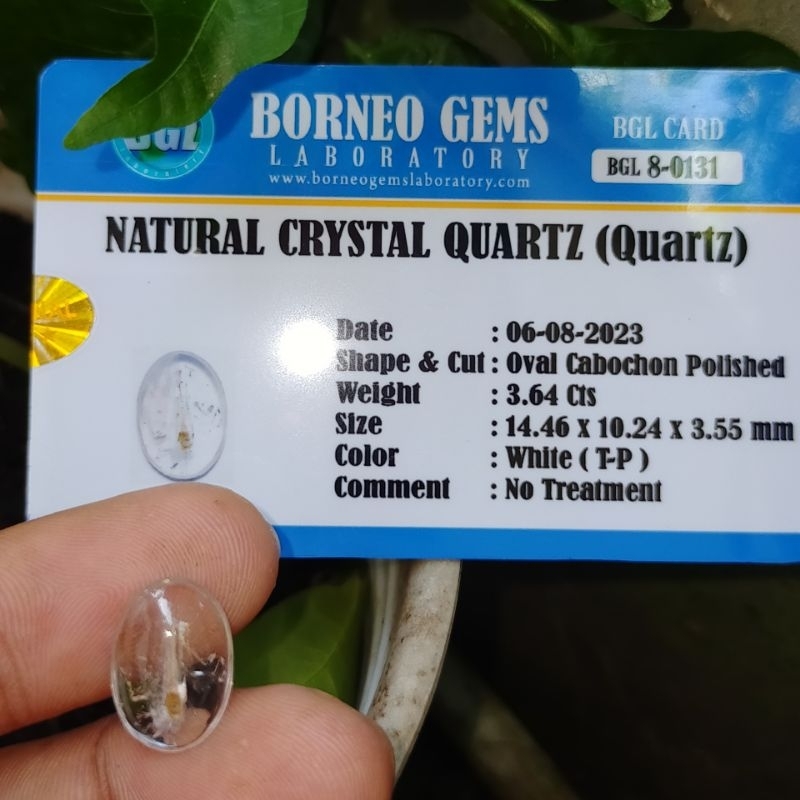 BGL
BORNEO GEMS
LABORATORY
www.borneogemslaboratory.com
BGL CARD
BGL 8-0131
NATURAL CRYSTAL QUARTZ (Quartz)
Date : 06-08-2023
Shape & Cut : Oval Cabochon Polished
Weight : 3.64 Cts
Size : 14.46 x 10.24 x 3.55 mm
Color : White ( T-P )
Comment : No Treatment